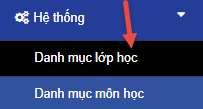 Hệ thống
Danh mục lớp học
Danh mục môn học